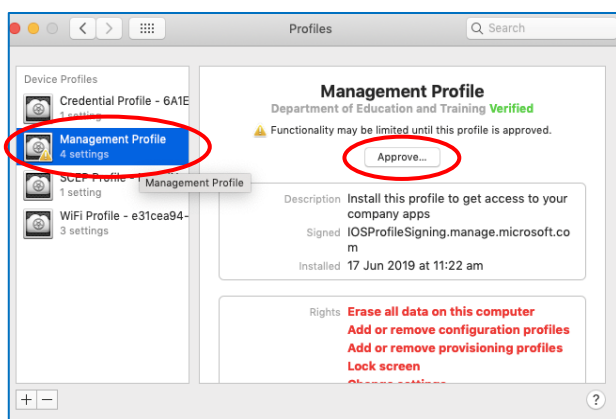 Profiles
Search
Device Profiles
Credential Profile - 6A1E
1 setting
Management Profile
4 settings
SCEP Profile -
1 setting
Management Profile
WiFi Profile - e31cea94-
3 settings
Management Profile
Department of Education and Training Verified
Functionality may be limited until this profile is approved.
Approve...
Description Install this profile to get access to your
company apps
Signed IOSProfileSigning.manage.microsoft.co
m
Installed 17 Jun 2019 at 11:22 am
Rights Erase all data on this computer
Add or remove configuration profiles
Add or remove provisioning profiles
Lock screen
Change settings
+ −
?